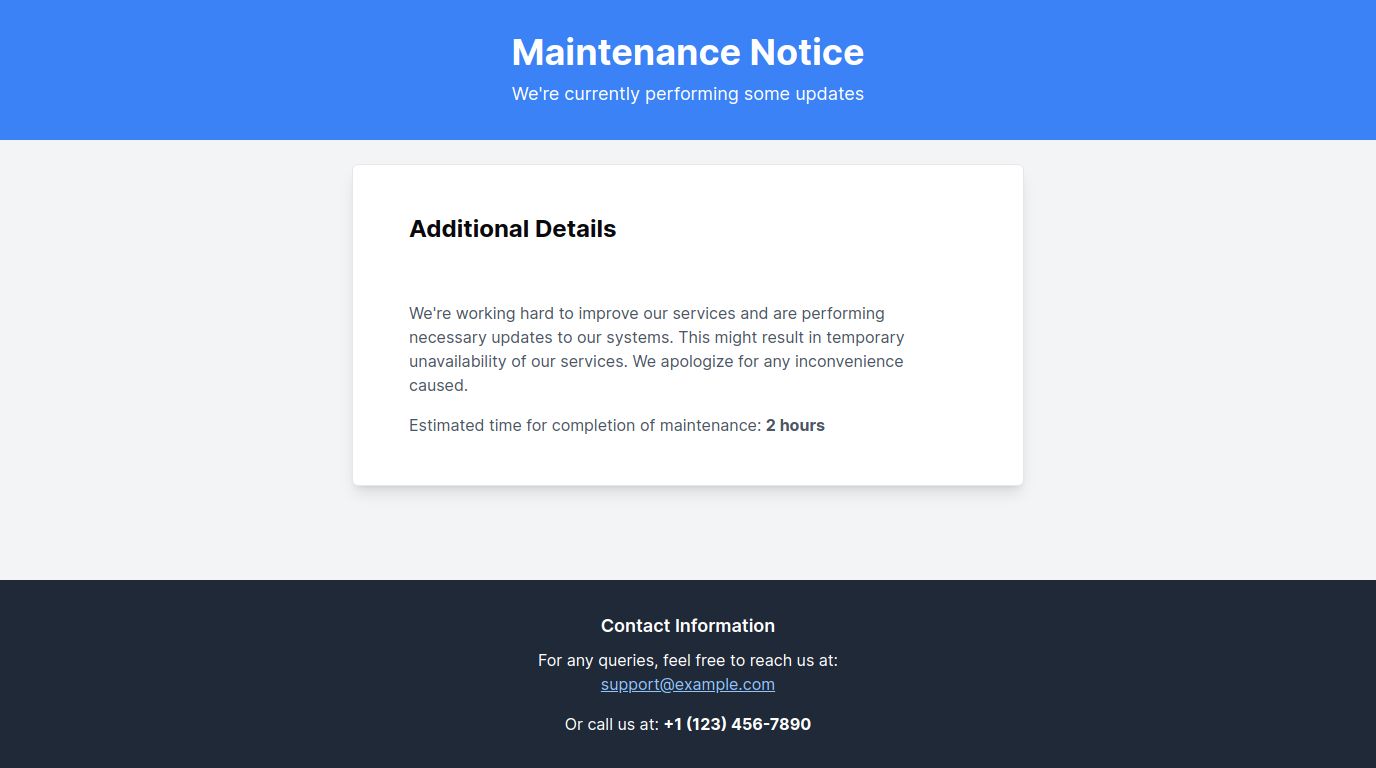 Maintenance Notice
We're currently performing some updates
Additional Details
We're working hard to improve our services and are performing
necessary updates to our systems. This might result in temporary
unavailability of our services. We apologize for any inconvenience
caused.
Estimated time for completion of maintenance: 2 hours
Contact Information
For any queries, feel free to reach us at:
support@example.com
Or call us at: +1 (123) 456-7890